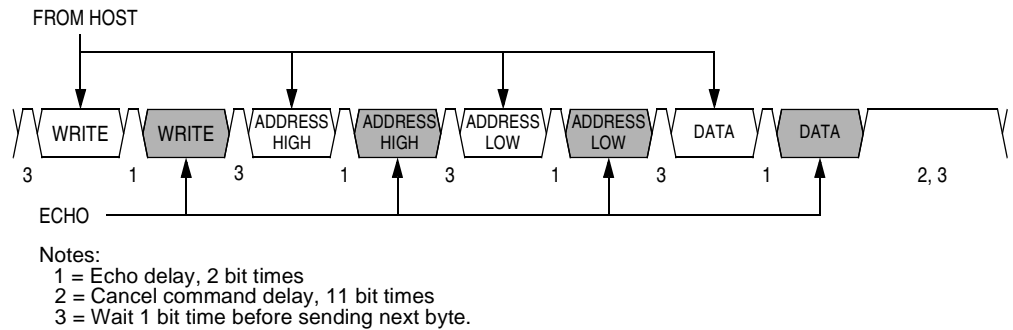 FROM HOST
WRITE WRITE ADDRESS HIGH ADDRESS HIGH ADDRESS LOW ADDRESS LOW DATA DATA
3 1 3 1 3 1 3 1 2, 3
ECHO
Notes:
1 = Echo delay, 2 bit times
2 = Cancel command delay, 11 bit times
3 = Wait 1 bit time before sending next byte.